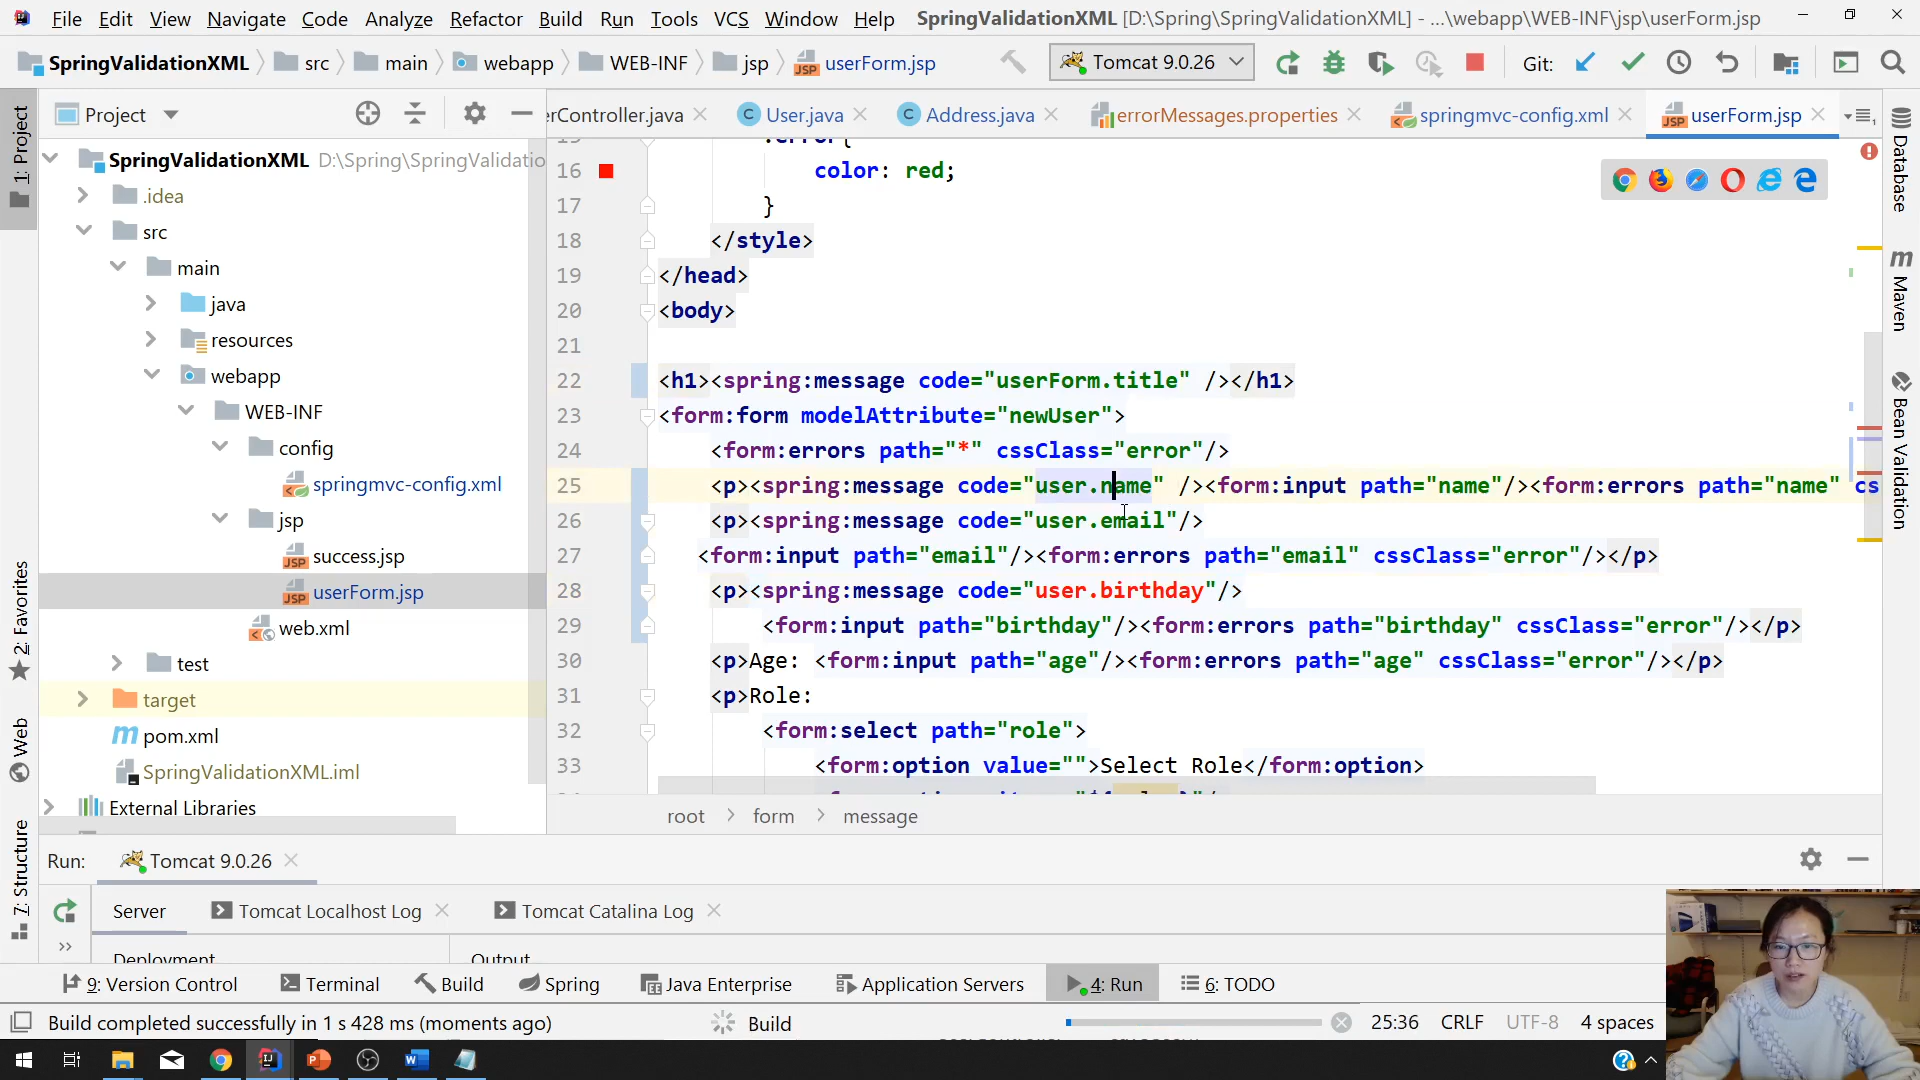 File Edit View Navigate Code Analyze Refactor Build Run Tools VCS Window Help SpringValidationXML [D:\Spring\SpringValidationXML] - ...\webapp\WEB-INF\jsp\userForm.jsp
SpringValidationXML src main webapp WEB-INF jsp userForm.jsp Tomcat 9.0.26 Git:
Project erController.java User.java Address.java errorMessages.properties springmvc-config.xml userForm.jsp
1: Project
2: Favorites
Web
7: Structure
SpringValidationXML D:\Spring\SpringValidatio
.idea
src
main
java
resources
webapp
WEB-INF
config
springmvc-config.xml
jsp
success.jsp
userForm.jsp
web.xml
test
target
pom.xml
SpringValidationXML.iml
External Libraries
15 .error{
16 color: red;
17 }
18 </style>
19 </head>
20 <body>
21
22 <h1><spring:message code="userForm.title" /></h1>
23 <form:form modelAttribute="newUser">
24 <form:errors path="*" cssClass="error"/>
25 <p><spring:message code="user.name" /><form:input path="name"/><form:errors path="name" cs
26 <p><spring:message code="user.email"/>
27 <form:input path="email"/><form:errors path="email" cssClass="error"/></p>
28 <p><spring:message code="user.birthday"/>
29 <form:input path="birthday"/><form:errors path="birthday" cssClass="error"/></p>
30 <p>Age: <form:input path="age"/><form:errors path="age" cssClass="error"/></p>
31 <p>Role:
32 <form:select path="role">
33 <form:option value="">Select Role</form:option>
root form message
Database
Maven
Bean Validation
Run: Tomcat 9.0.26
Server Tomcat Localhost Log Tomcat Catalina Log
Deployment Output
9: Version Control Terminal Build Spring Java Enterprise Application Servers 4: Run 6: TODO
Build completed successfully in 1 s 428 ms (moments ago) Build 25:36 CRLF UTF-8 4 spaces